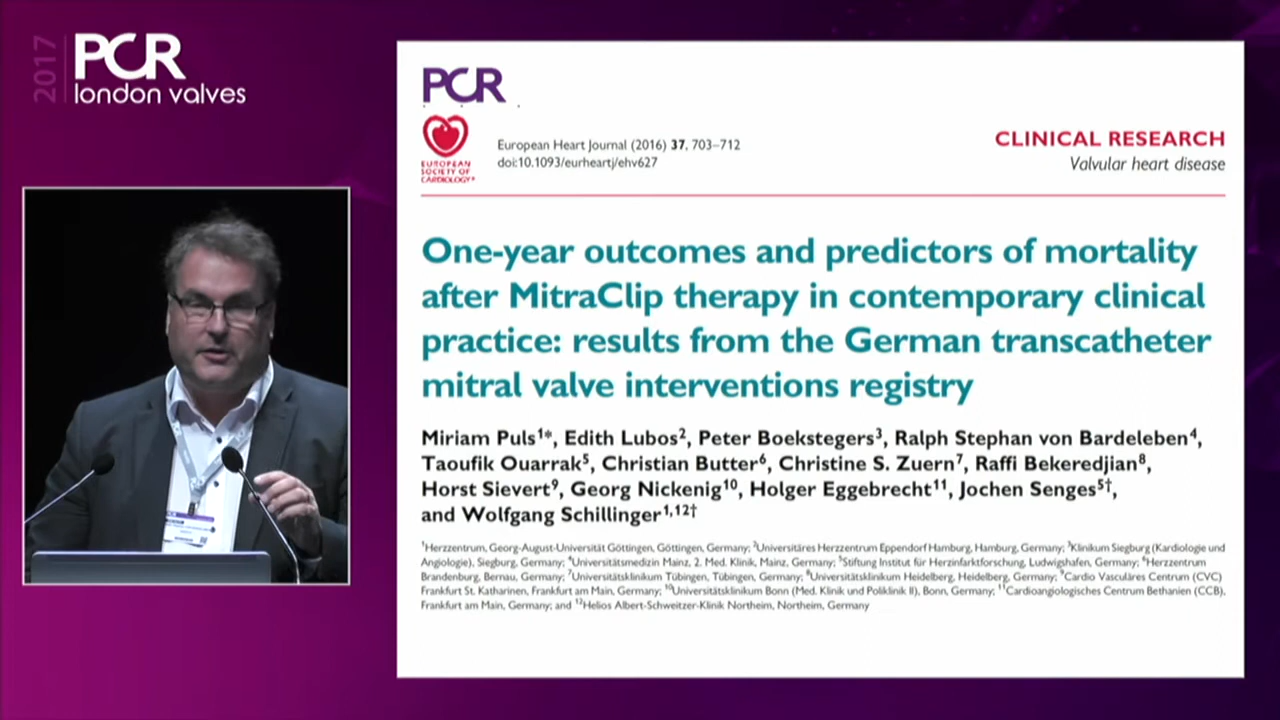 2017
PCR
london valves
PCR
EUROPEAN
SOCIETY OF
CARDIOLOGY®
European Heart Journal (2016) 37, 703–712
doi:10.1093/eurheartj/ehv627
CLINICAL RESEARCH
Valvular heart disease
One-year outcomes and predictors of mortality
after MitraClip therapy in contemporary clinical
practice: results from the German transcatheter
mitral valve interventions registry
Miriam Puls1*, Edith Lubos2, Peter Boekstegers3, Ralph Stephan von Bardeleben4,
Taoufik Ouarrak5, Christian Butter6, Christine S. Zuern7, Raffi Bekeredjian8,
Horst Sievert9, Georg Nickenig10, Holger Eggebrecht11, Jochen Senges5†,
and Wolfgang Schillinger1,12†
1Herzzentrum, Georg-August-Universität Göttingen, Göttingen, Germany; 2Universitäres Herzzentrum Eppendorf Hamburg, Hamburg, Germany; 3Klinikum Siegburg (Kardiologie und
Angiologie), Siegburg, Germany; 4Universitätsmedizin Mainz, 2. Med. Klinik, Mainz, Germany; 5Stiftung Institut für Herzinfarktforschung, Ludwigshafen, Germany; 6Herzzentrum
Brandenburg, Bernau, Germany; 7Universitätsklinikum Tübingen, Tübingen, Germany; 8Universitätsklinikum Heidelberg, Heidelberg, Germany; 9Cardio Vasculäres Centrum (CVC)
Frankfurt St. Katharinen, Frankfurt am Main, Germany; 10Universitätsklinikum Bonn (Med. Klinik und Poliklinik II), Bonn, Germany; 11Cardioangiologisches Centrum Bethanien (CCB),
Frankfurt am Main, Germany; and 12Helios Albert-Schweitzer-Klinik Northeim, Northeim, Germany